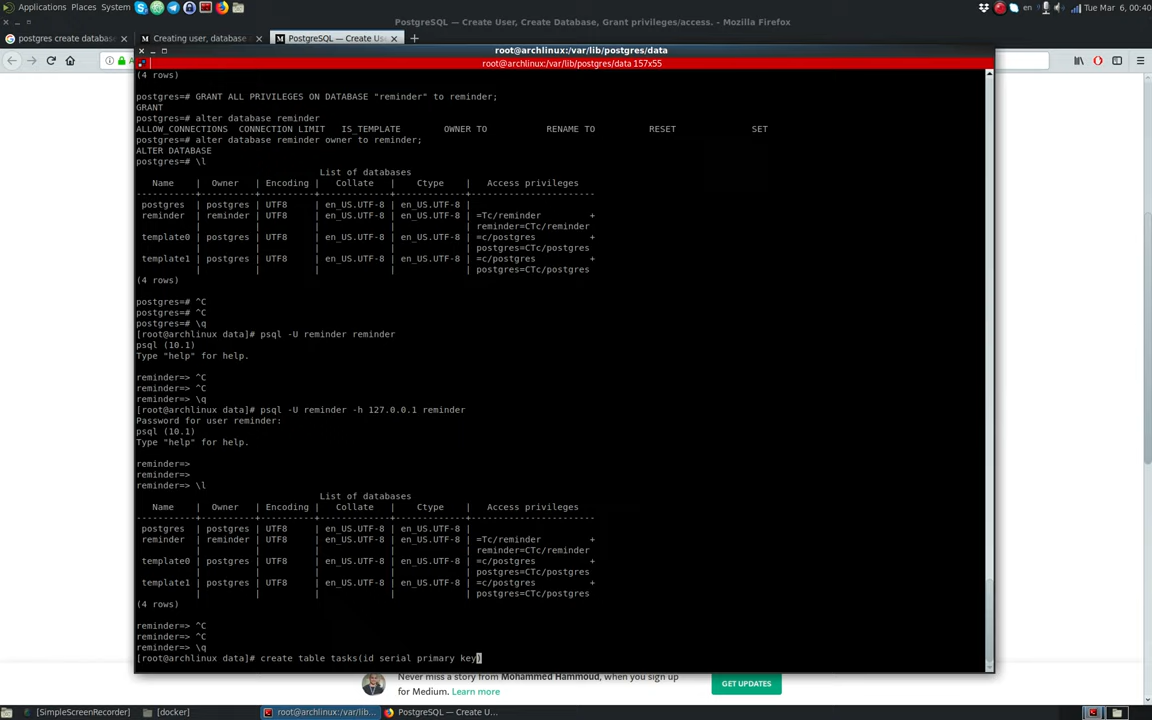 Applications Places System en Tue Mar 6, 00:40
PostgreSQL — Create User, Create Database, Grant privileges/access. - Mozilla Firefox
postgres create database Creating user, database PostgreSQL — Create Us
root@archlinux:/var/lib/postgres/data
root@archlinux:/var/lib/postgres/data 157x55
(4 rows)
postgres=# GRANT ALL PRIVILEGES ON DATABASE "reminder" to reminder;
GRANT
postgres=# alter database reminder
ALLOW_CONNECTIONS CONNECTION LIMIT IS_TEMPLATE OWNER TO RENAME TO RESET SET
postgres=# alter database reminder owner to reminder;
ALTER DATABASE
postgres=# \l
List of databases
Name | Owner | Encoding | Collate | Ctype | Access privileges
-----------+----------+----------+-------------+-------------+-----------------------
postgres | postgres | UTF8 | en_US.UTF-8 | en_US.UTF-8 |
reminder | reminder | UTF8 | en_US.UTF-8 | en_US.UTF-8 | =Tc/reminder +
| | | | | reminder=CTc/reminder
template0 | postgres | UTF8 | en_US.UTF-8 | en_US.UTF-8 | =c/postgres +
| | | | | postgres=CTc/postgres
template1 | postgres | UTF8 | en_US.UTF-8 | en_US.UTF-8 | =c/postgres +
| | | | | postgres=CTc/postgres
(4 rows)
postgres=# ^C
postgres=# ^C
postgres=# \q
[root@archlinux data]# psql -U reminder reminder
psql (10.1)
Type "help" for help.
reminder=> ^C
reminder=> ^C
reminder=> \q
[root@archlinux data]# psql -U reminder -h 127.0.0.1 reminder
Password for user reminder:
psql (10.1)
Type "help" for help.
reminder=>
reminder=>
reminder=> \l
List of databases
Name | Owner | Encoding | Collate | Ctype | Access privileges
-----------+----------+----------+-------------+-------------+-----------------------
postgres | postgres | UTF8 | en_US.UTF-8 | en_US.UTF-8 |
reminder | reminder | UTF8 | en_US.UTF-8 | en_US.UTF-8 | =Tc/reminder +
| | | | | reminder=CTc/reminder
template0 | postgres | UTF8 | en_US.UTF-8 | en_US.UTF-8 | =c/postgres +
| | | | | postgres=CTc/postgres
template1 | postgres | UTF8 | en_US.UTF-8 | en_US.UTF-8 | =c/postgres +
| | | | | postgres=CTc/postgres
(4 rows)
reminder=> ^C
reminder=> ^C
reminder=> \q
[root@archlinux data]# create table tasks(id serial primary key)
Never miss a story from Mohammed Hammoud, when you sign
up for Medium. Learn more
GET UPDATES
[SimpleScreenRecorder] [docker] root@archlinux:/var/lib... PostgreSQL — Create U...